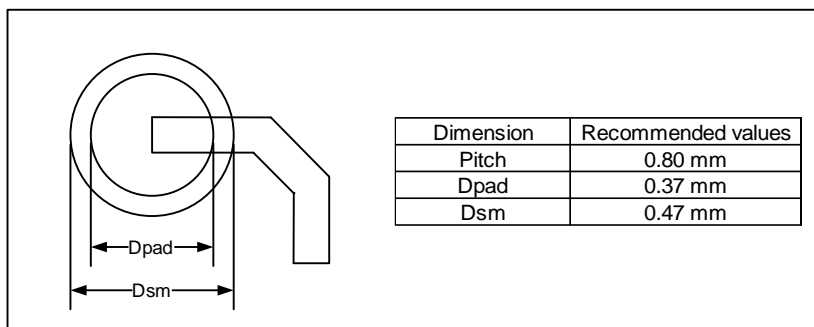 Dpad
Dsm
Dimension Recommended values
Pitch 0.80 mm
Dpad 0.37 mm
Dsm 0.47 mm